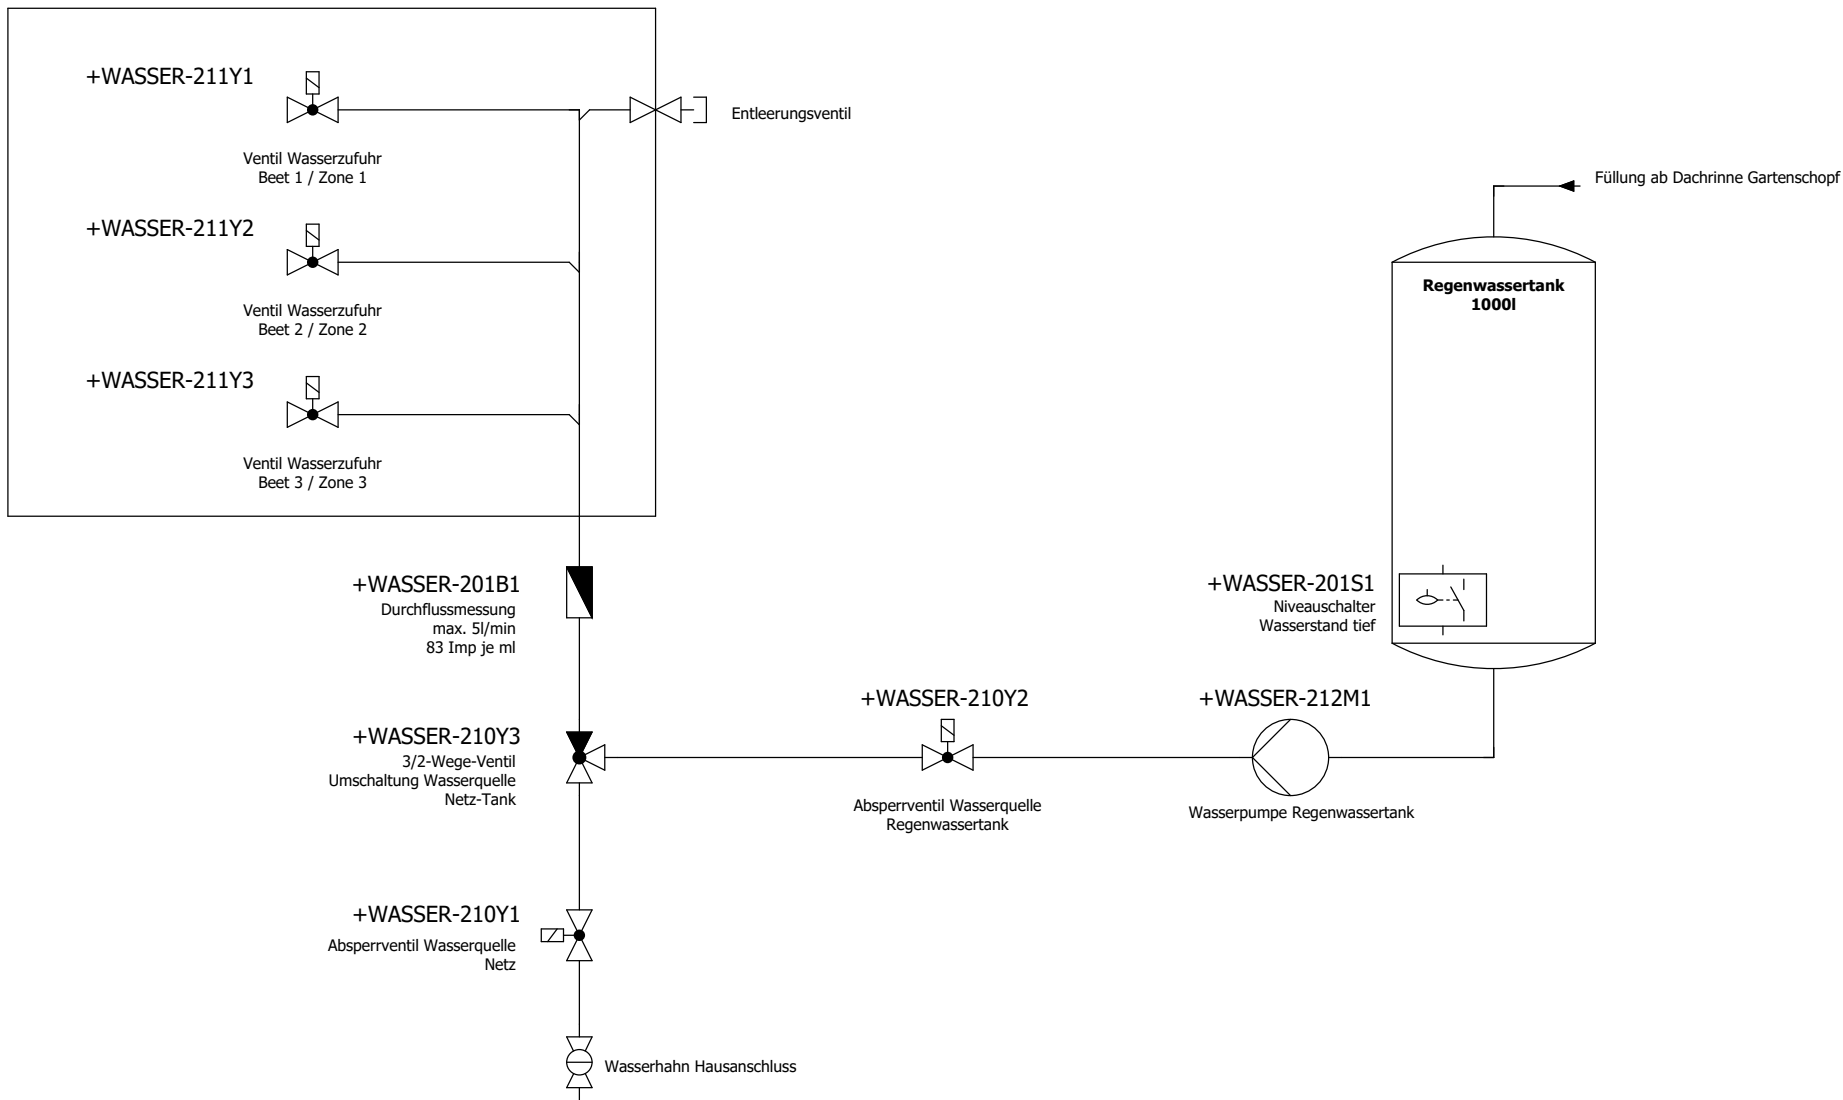 +WASSER-211Y1
Ventil Wasserzufuhr
Beet 1 / Zone 1
Entleerungsventil
+WASSER-211Y2
Ventil Wasserzufuhr
Beet 2 / Zone 2
+WASSER-211Y3
Ventil Wasserzufuhr
Beet 3 / Zone 3
Füllung ab Dachrinne Gartenschopf
Regenwassertank
1000l
+WASSER-201B1
Durchflussmessung
max. 5l/min
83 Imp je ml
+WASSER-201S1
Niveauschalter
Wasserstand tief
+WASSER-210Y3
3/2-Wege-Ventil
Umschaltung Wasserquelle
Netz-Tank
+WASSER-210Y2
Absperrventil Wasserquelle
Regenwassertank
+WASSER-212M1
Wasserpumpe Regenwassertank
+WASSER-210Y1
Absperrventil Wasserquelle
Netz
Wasserhahn Hausanschluss